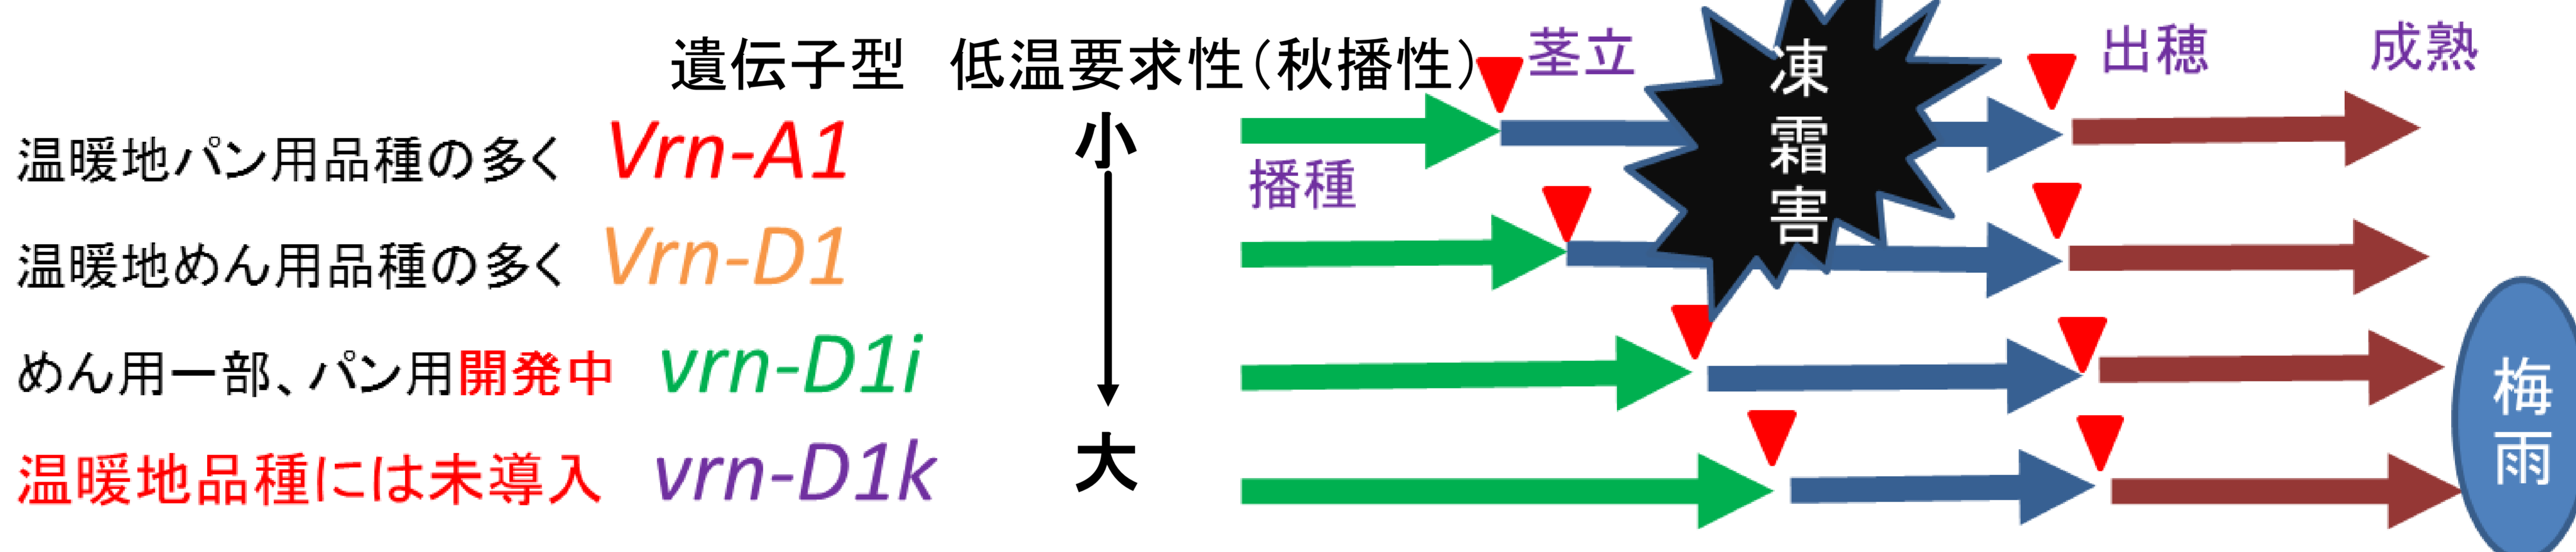 遺伝子型　低温要求性(秋播性)
茎立
出穂
成熟
凍霜害
温暖地パン用品種の多く Vrn-A1
小
播種
温暖地めん用品種の多く Vrn-D1
めん用一部、パン用開発中 vrn-D1i
温暖地品種には未導入 vrn-D1k
大
梅雨